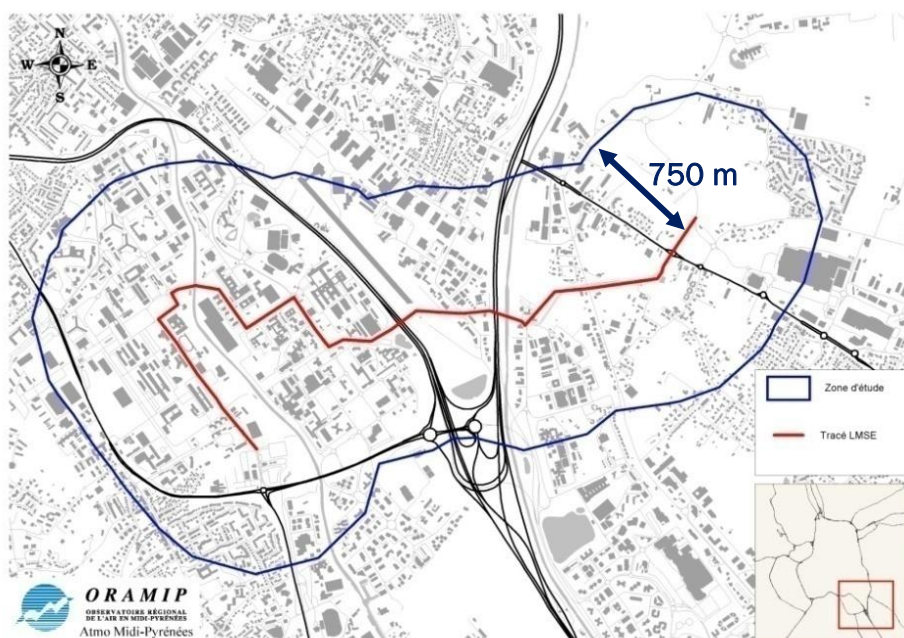 N
W E
S
750 m
Zone d'étude
Tracé LMSE
ORAMIP
OBSERVATOIRE RÉGIONAL
DE L'AIR EN MIDI-PYRÉNÉES
Atmo Midi-Pyrénées